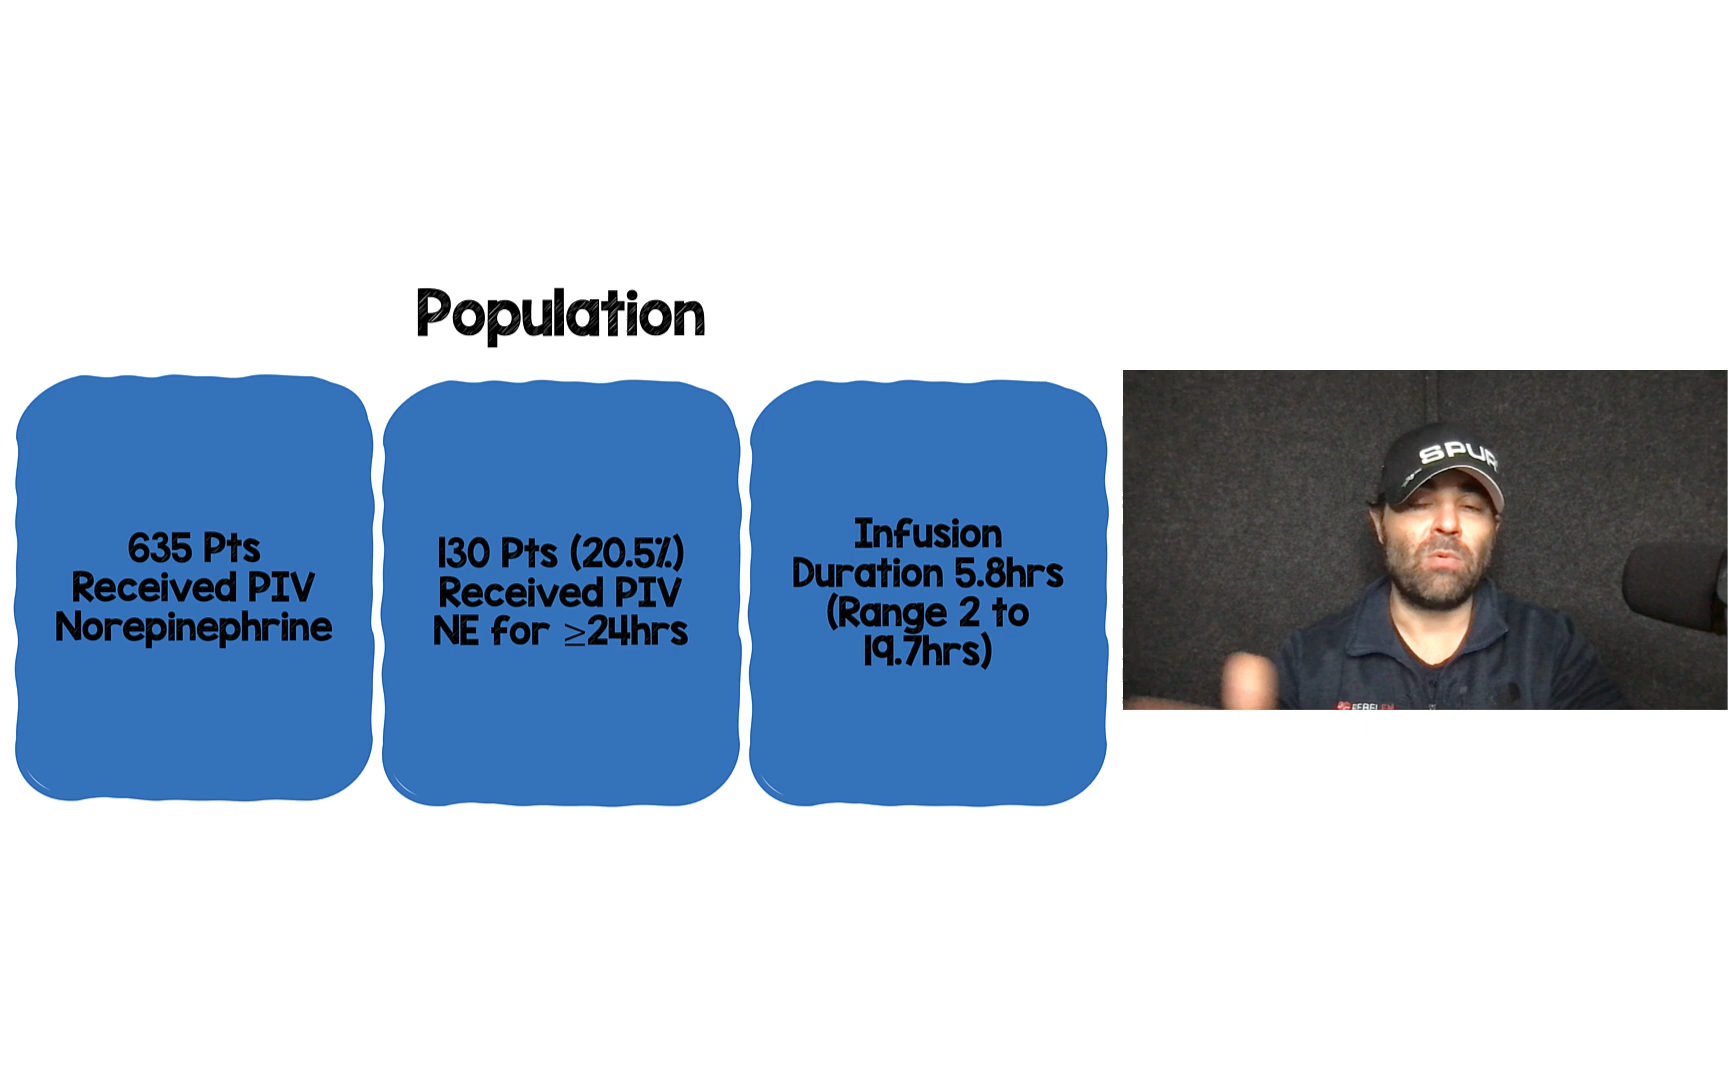 Population
635 Pts
Received PIV
Norepinephrine
130 Pts (20.5%)
Received PIV
NE for ≥24hrs
Infusion
Duration 5.8hrs
(Range 2 to
19.7hrs)
SPUR
REBELEM